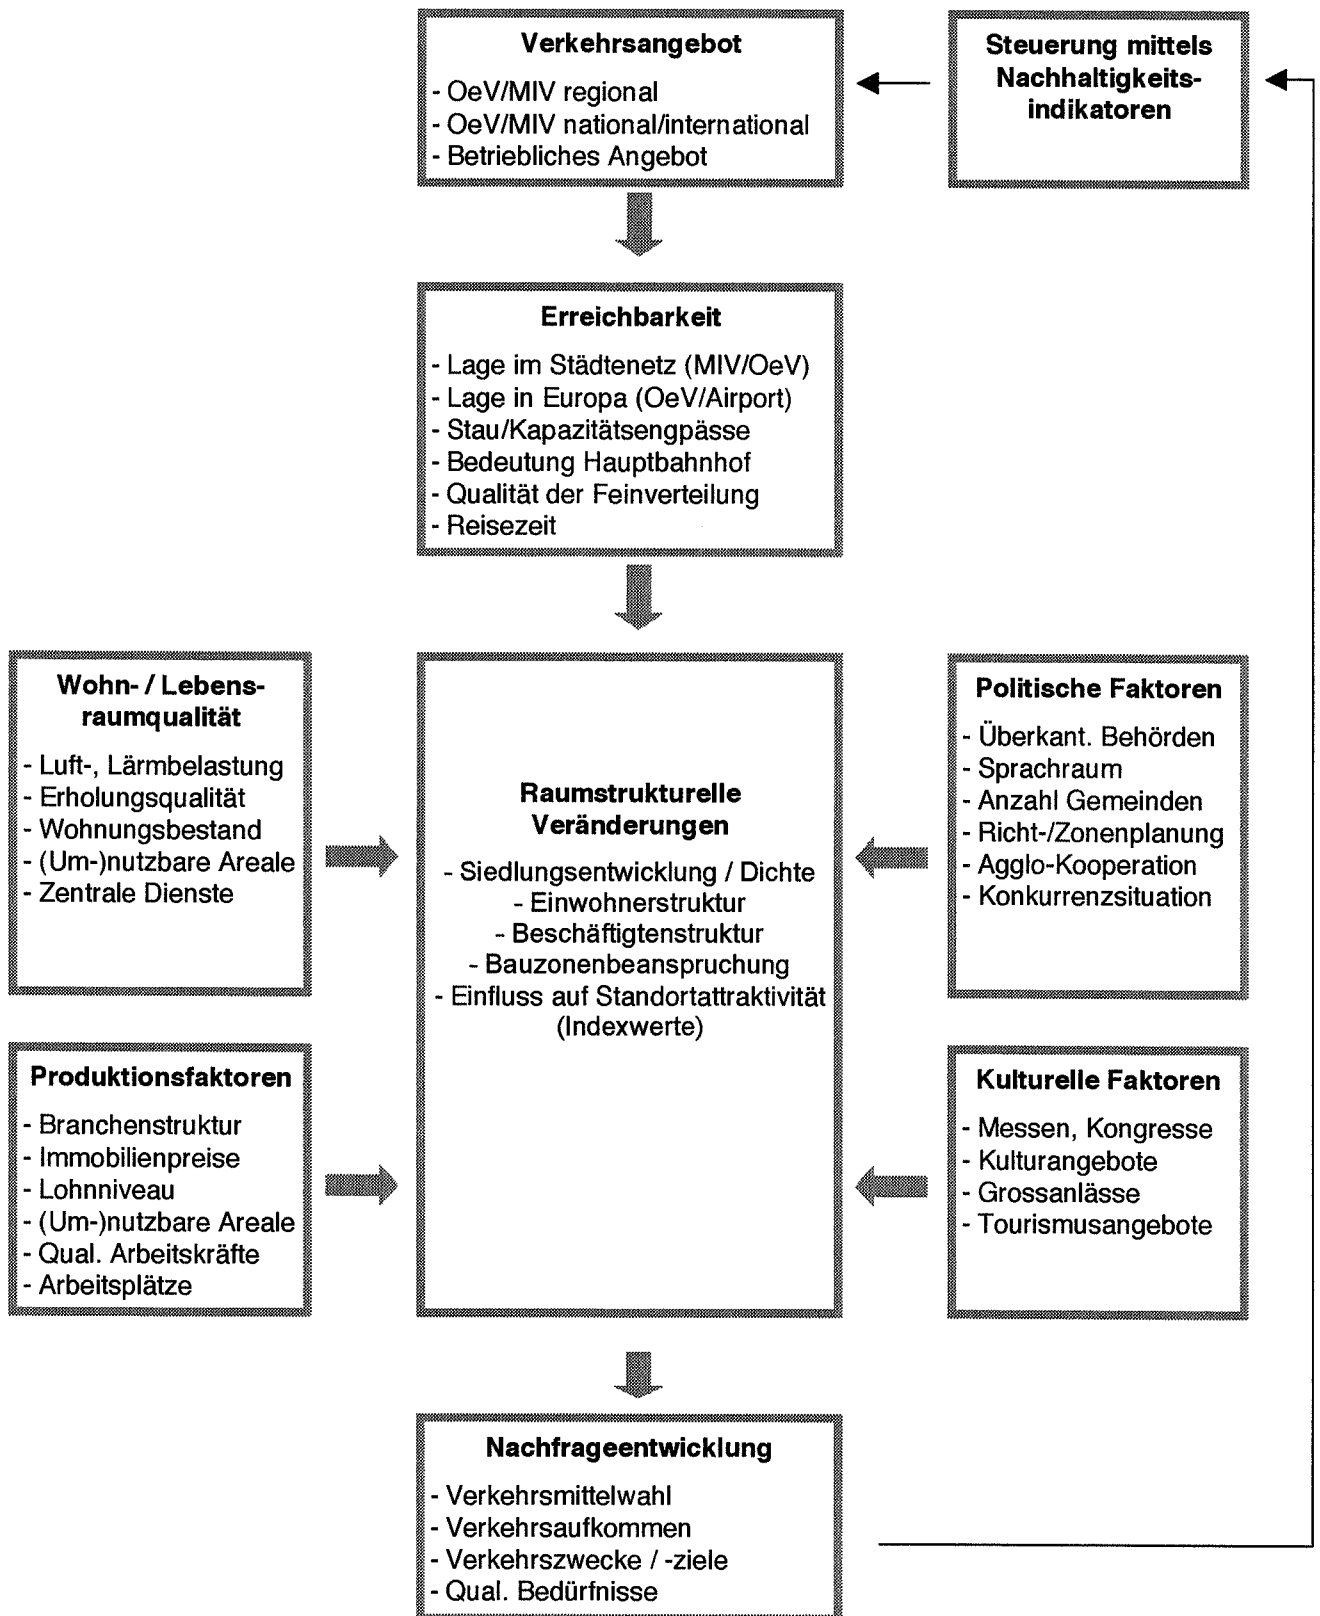 Verkehrsangebot
- OeV/MIV regional
- OeV/MIV national/international
- Betriebliches Angebot
Steuerung mittels
Nachhaltigkeits-
indikatoren
Erreichbarkeit
- Lage im Städtenetz (MIV/OeV)
- Lage in Europa (OeV/Airport)
- Stau/Kapazitätsengpässe
- Bedeutung Hauptbahnhof
- Qualität der Feinverteilung
- Reisezeit
Wohn- / Lebens-
raumqualität
- Luft-, Lärmbelastung
- Erholungsqualität
- Wohnungsbestand
- (Um-)nutzbare Areale
- Zentrale Dienste
Raumstrukturelle
Veränderungen
- Siedlungsentwicklung / Dichte
- Einwohnerstruktur
- Beschäftigtenstruktur
- Bauzonenbeanspruchung
- Einfluss auf Standortattraktivität
(Indexwerte)
Politische Faktoren
- Überkant. Behörden
- Sprachraum
- Anzahl Gemeinden
- Richt-/Zonenplanung
- Agglo-Kooperation
- Konkurrenzsituation
Produktionsfaktoren
- Branchenstruktur
- Immobilienpreise
- Lohnniveau
- (Um-)nutzbare Areale
- Qual. Arbeitskräfte
- Arbeitsplätze
Kulturelle Faktoren
- Messen, Kongresse
- Kulturangebote
- Grossanlässe
- Tourismusangebote
Nachfrageentwicklung
- Verkehrsmittelwahl
- Verkehrsaufkommen
- Verkehrszwecke / -ziele
- Qual. Bedürfnisse